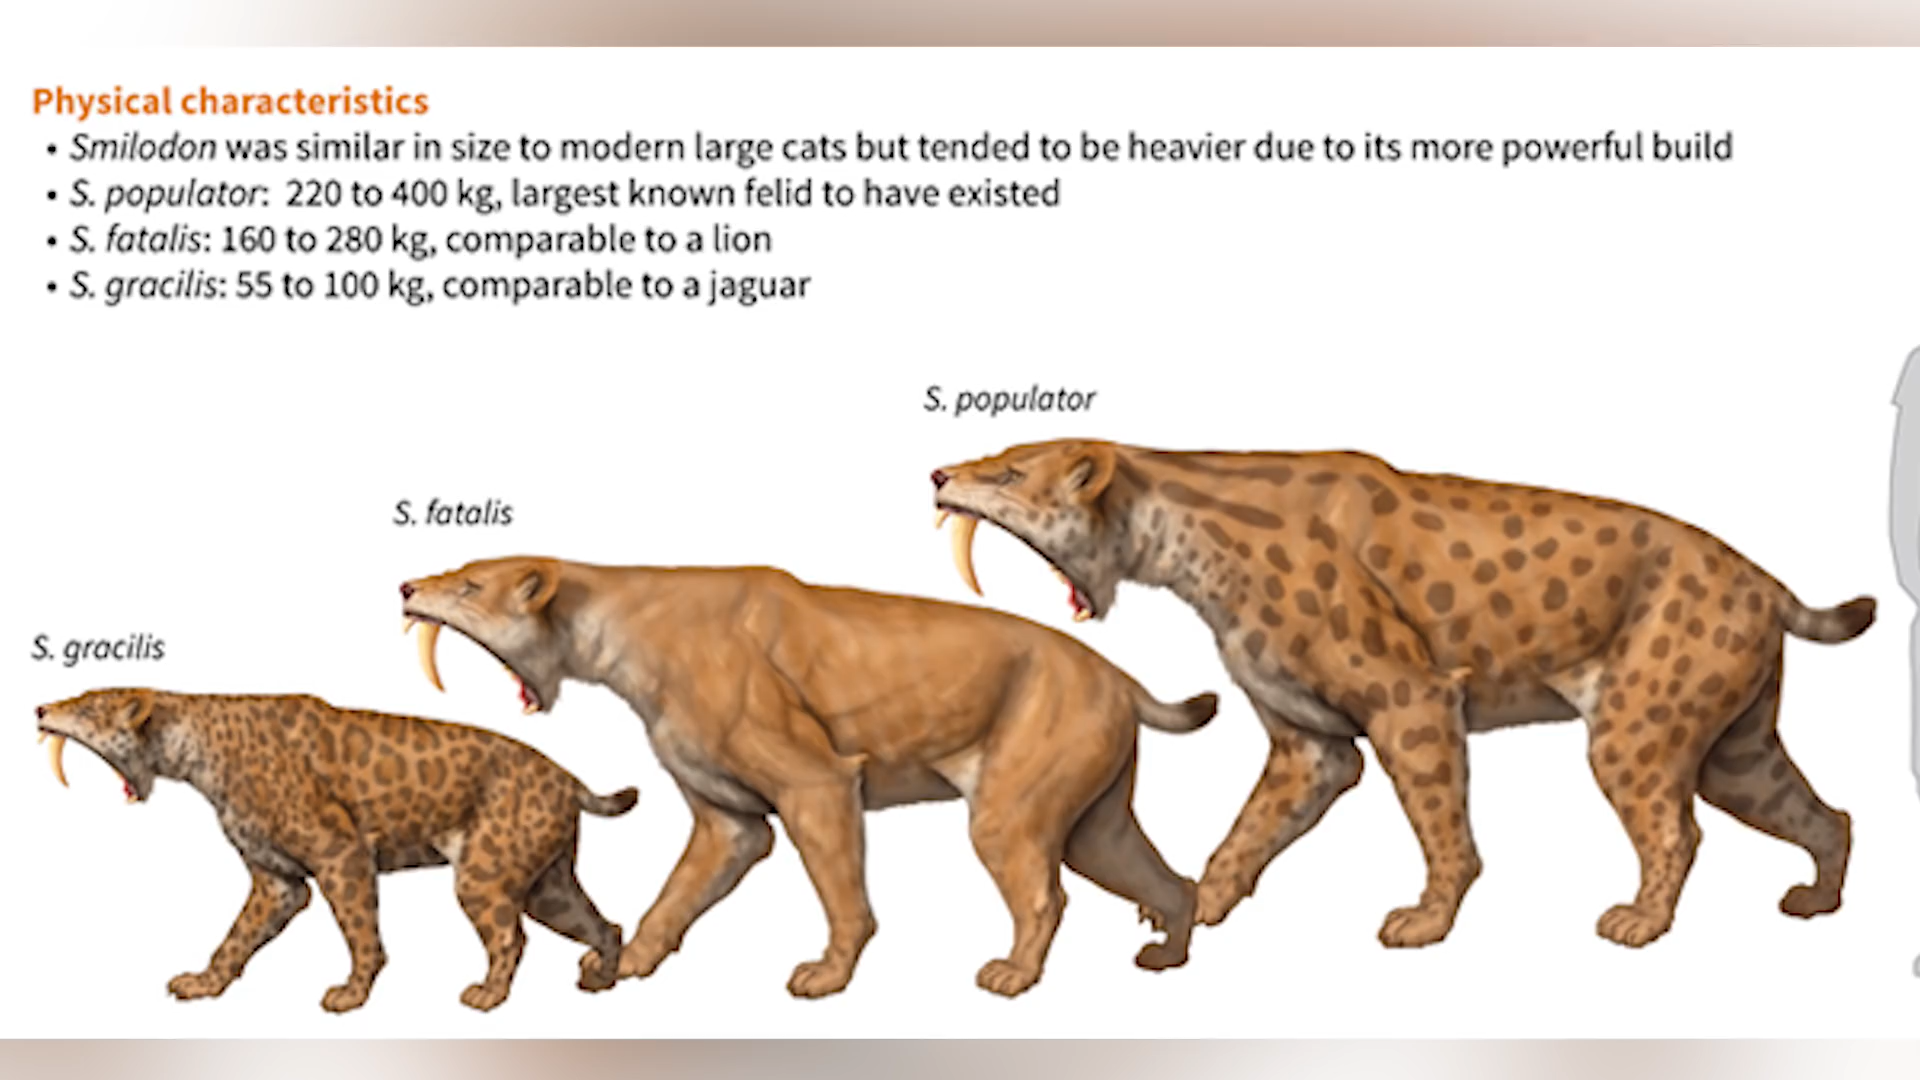 Physical characteristics
• Smilodon was similar in size to modern large cats but tended to be heavier due to its more powerful build
• S. populator: 220 to 400 kg, largest known felid to have existed
• S. fatalis: 160 to 280 kg, comparable to a lion
• S. gracilis: 55 to 100 kg, comparable to a jaguar
S. populator
S. fatalis
S. gracilis